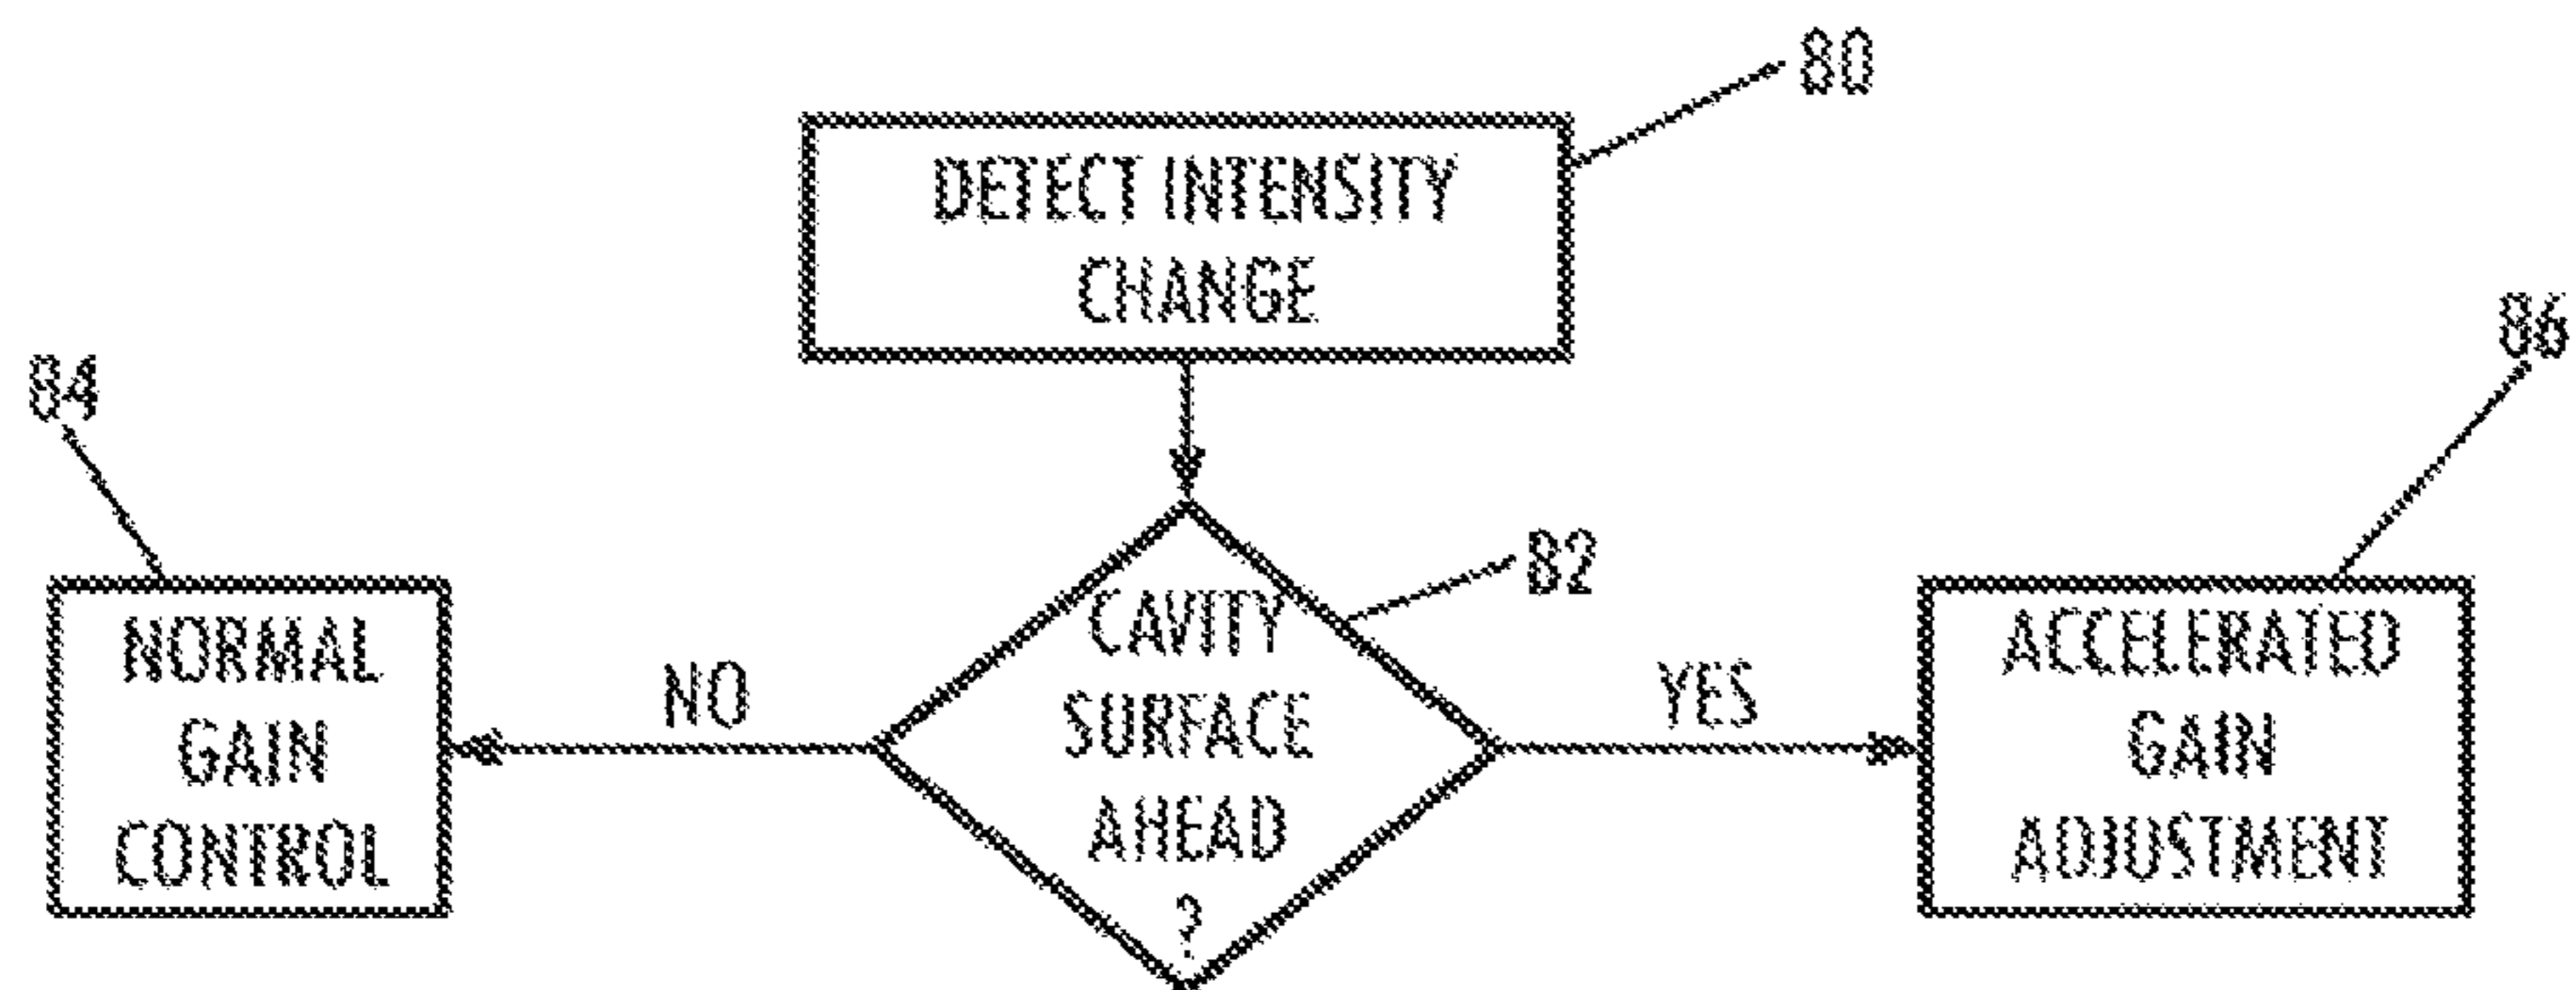 80
DETECT INTENSITY
CHANGE
86
84
82
CAVITY
SURFACE
AHEAD
?
NO
YES
NORMAL
GAIN
CONTROL
ACCELERATED
GAIN
ADJUSTMENT